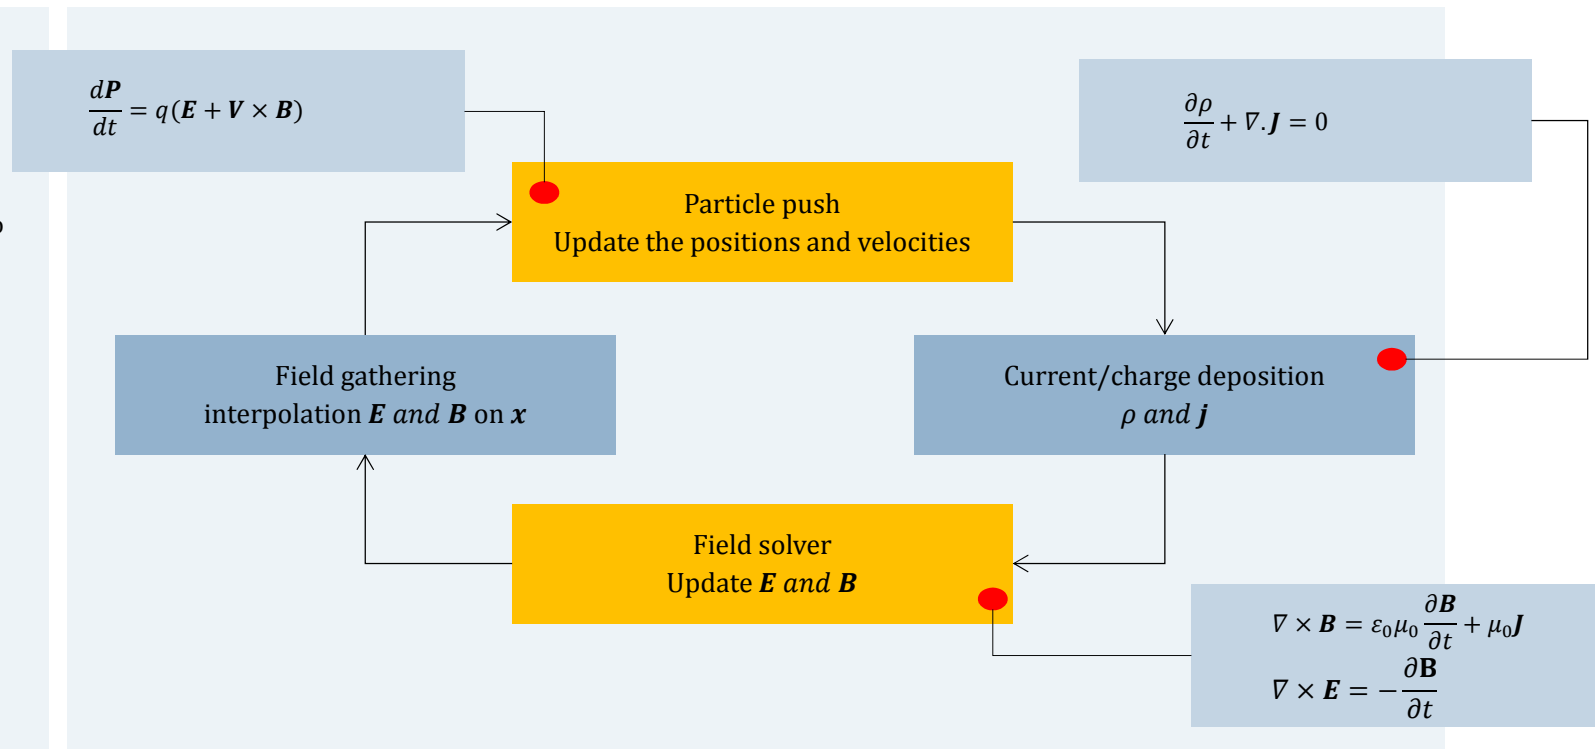 d𝑷/dt = q(𝑬 + 𝑽 × 𝑩)
∂ρ/∂t + ∇.𝑱 = 0
Particle push
Update the positions and velocities
Field gathering
interpolation 𝑬 and 𝑩 on 𝒙
Current/charge deposition
ρ and 𝒋
Field solver
Update 𝑬 and 𝑩
∇ × 𝑩 = ε₀μ₀ ∂𝑩/∂t + μ₀𝑱
∇ × 𝑬 = − ∂𝐁/∂t